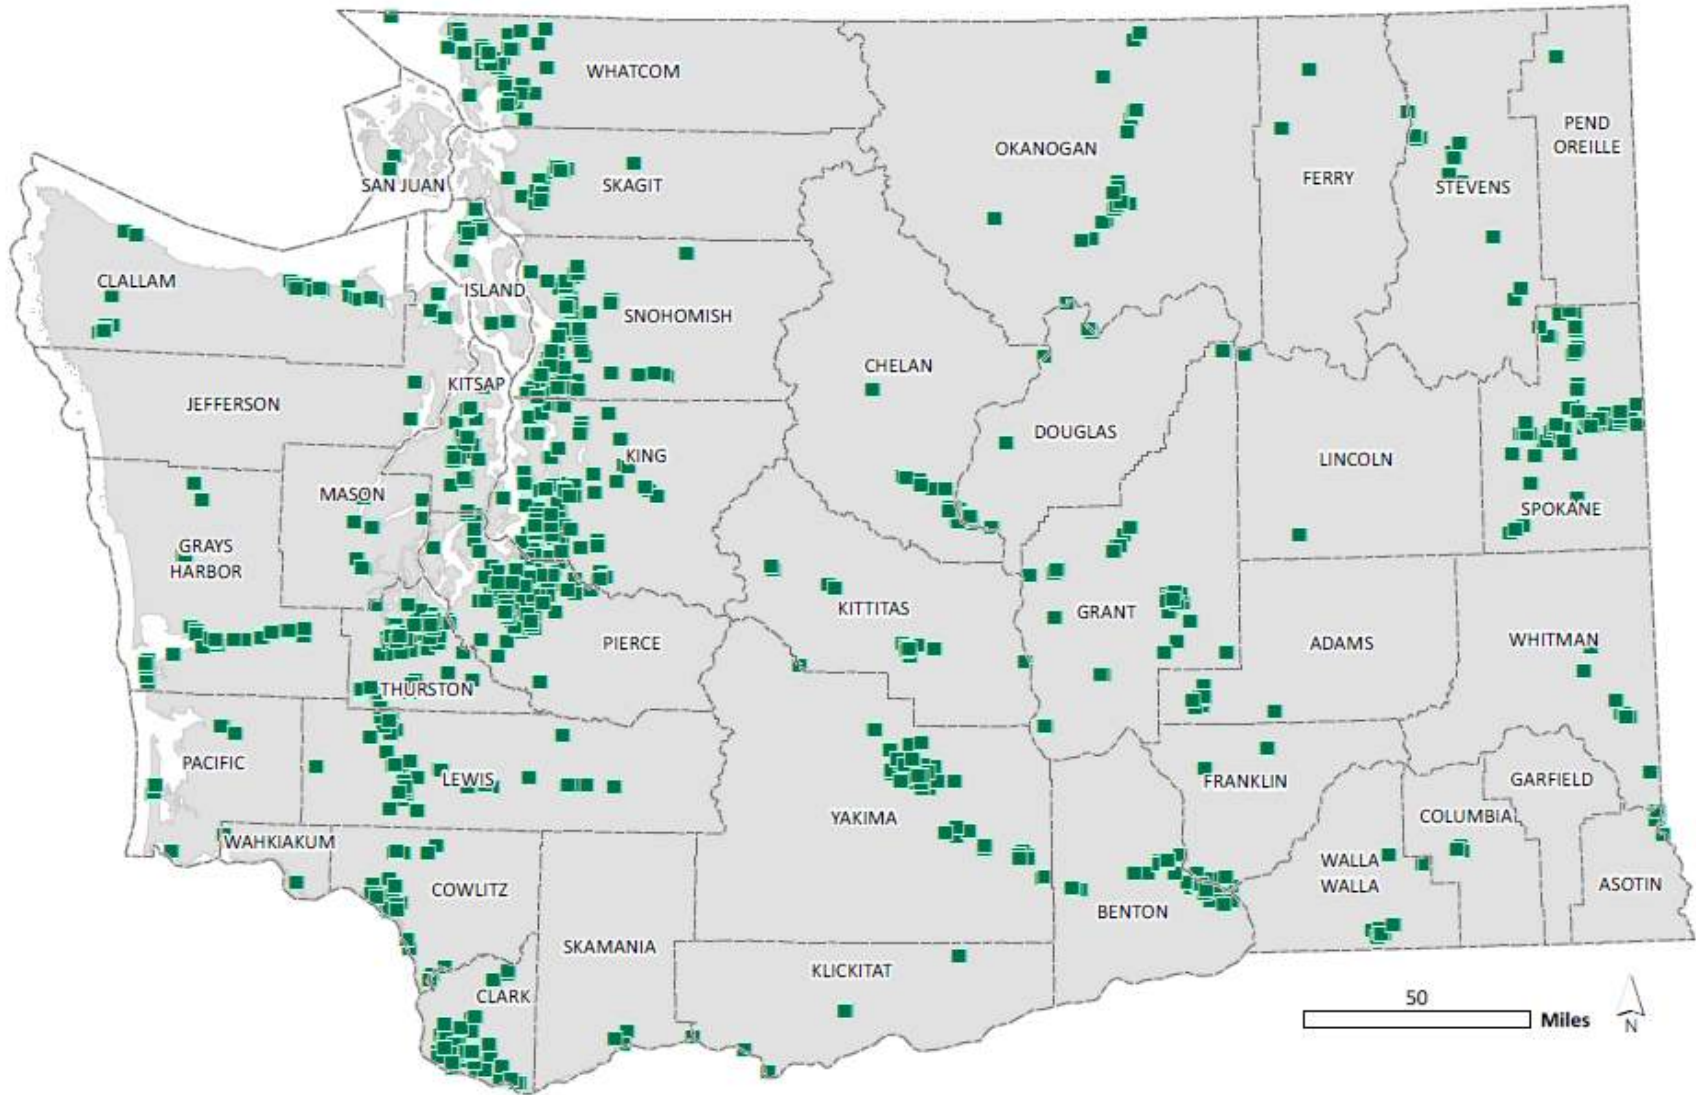 WHATCOM
OKANOGAN
FERRY
PEND
OREILLE
STEVENS
SAN JUAN
SKAGIT
CLALLAM
ISLAND
SNOHOMISH
CHELAN
KITSAP
JEFFERSON
DOUGLAS
KING
LINCOLN
MASON
SPOKANE
GRAYS
HARBOR
KITTITAS
GRANT
PIERCE
ADAMS
WHITMAN
THURSTON
PACIFIC
LEWIS
FRANKLIN
GARFIELD
YAKIMA
COLUMBIA
WAHKIAKUM
WALLA
WALLA
COWLITZ
ASOTIN
BENTON
SKAMANIA
KLICKITAT
CLARK
50
Miles
N